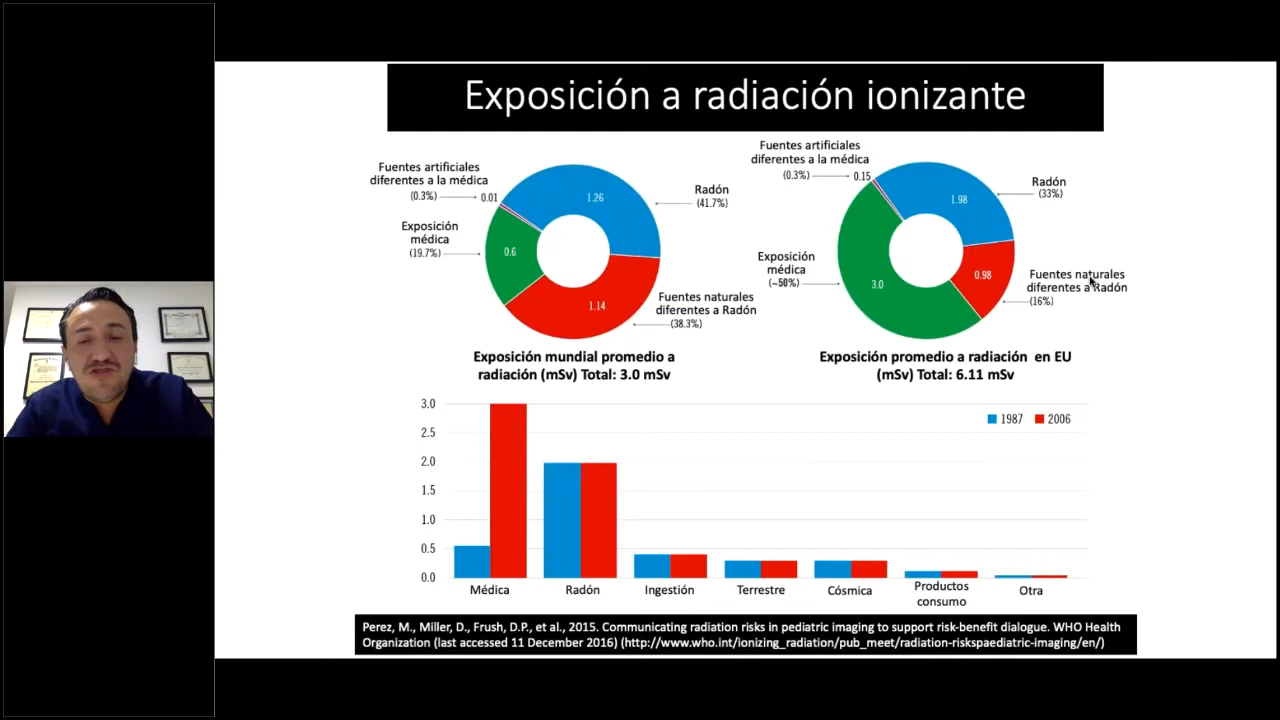 Exposición a radiación ionizante
Fuentes artificiales
diferentes a la médica
(0.3%)
0.01
Exposición
médica
(19.7%)
1.26
0.6
1.14
Radón
(41.7%)
Fuentes naturales
diferentes a Radón
(38.3%)
Exposición mundial promedio a
radiación (mSv) Total: 3.0 mSv
Fuentes artificiales
diferentes a la médica
(0.3%)
0.15
Exposición
médica
(~50%)
1.98
0.98
3.0
Radón
(33%)
Fuentes naturales
diferentes a Radón
(16%)
Exposición promedio a radiación en EU
(mSv) Total: 6.11 mSv
1987 2006
3.0
2.5
2.0
1.5
1.0
0.5
0.0
Médica
Radón
Ingestión
Terrestre
Cósmica
Productos
consumo
Otra
Perez, M., Miller, D., Frush, D.P., et al., 2015. Communicating radiation risks in pediatric imaging to support risk-benefit dialogue. WHO Health
Organization (last accessed 11 December 2016) (http://www.who.int/ionizing_radiation/pub_meet/radiation-riskspaediatric-imaging/en/)